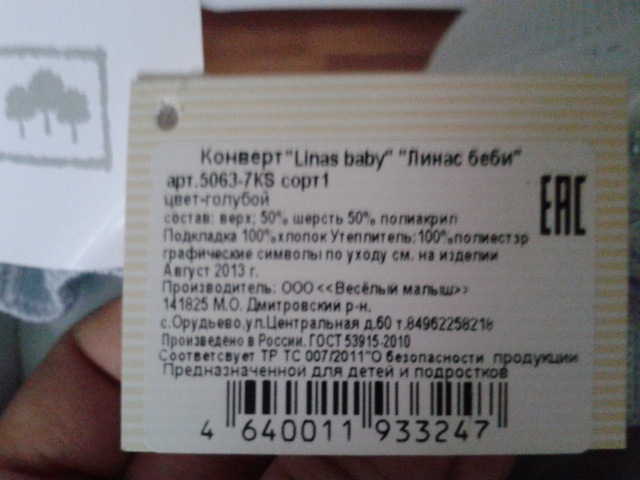 Конверт "Linas baby" "Линас беби"
арт.5063-7KS сорт1
цвет-голубой
состав: верх; 50% шерсть 50% полиакрил
Подкладка 100%хлопок Утеплитель:100%полиестэр
графические символы по уходу см. на изделии
Август 2013 г.
Производитель: ООО <<Весёлый малыш>>
141825 М.О. Дмитровский р-н,
с.Орудьево,ул.Центральная д.60 т.84962258218
Произведено в России. ГОСТ 53915-2010
Соответсвует ТР ТС 007/2011"О безопасности продукции
Предназначенной для детей и подростков
EAC
4 640011 933247